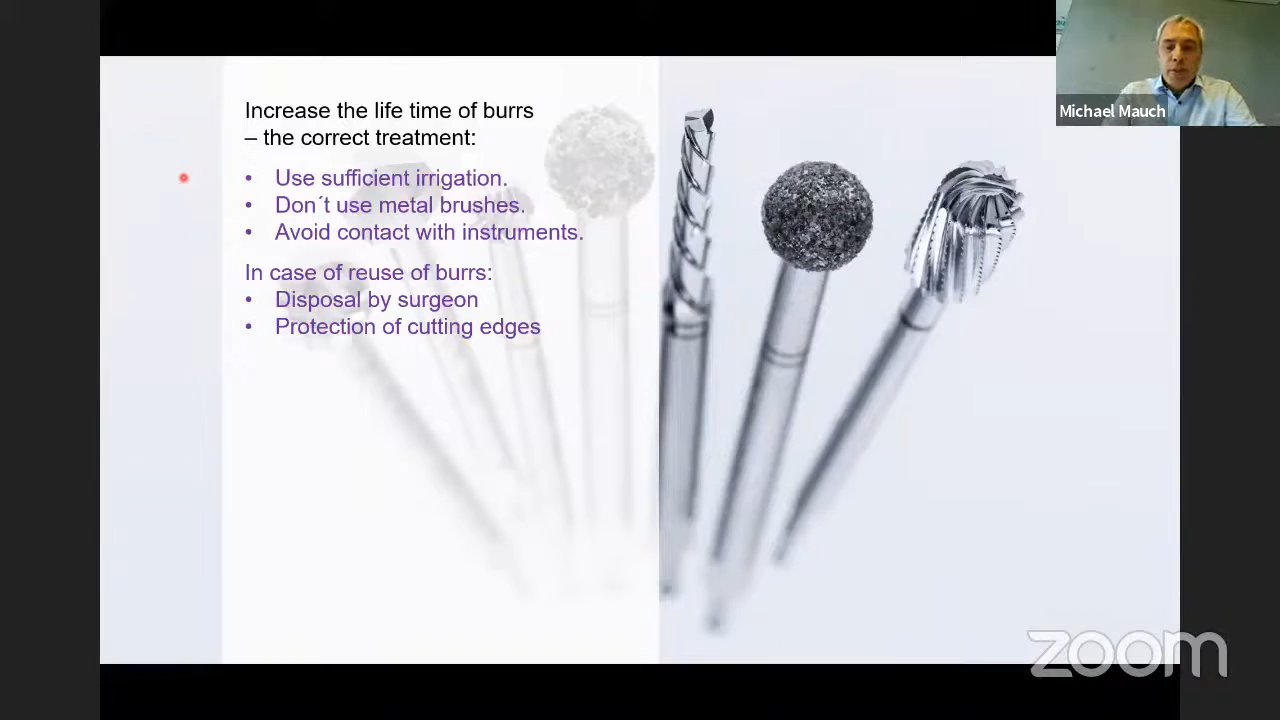 Increase the life time of burrs
– the correct treatment:
• Use sufficient irrigation.
• Don´t use metal brushes.
• Avoid contact with instruments.
In case of reuse of burrs:
• Disposal by surgeon
• Protection of cutting edges
Michael Mauch
zoom